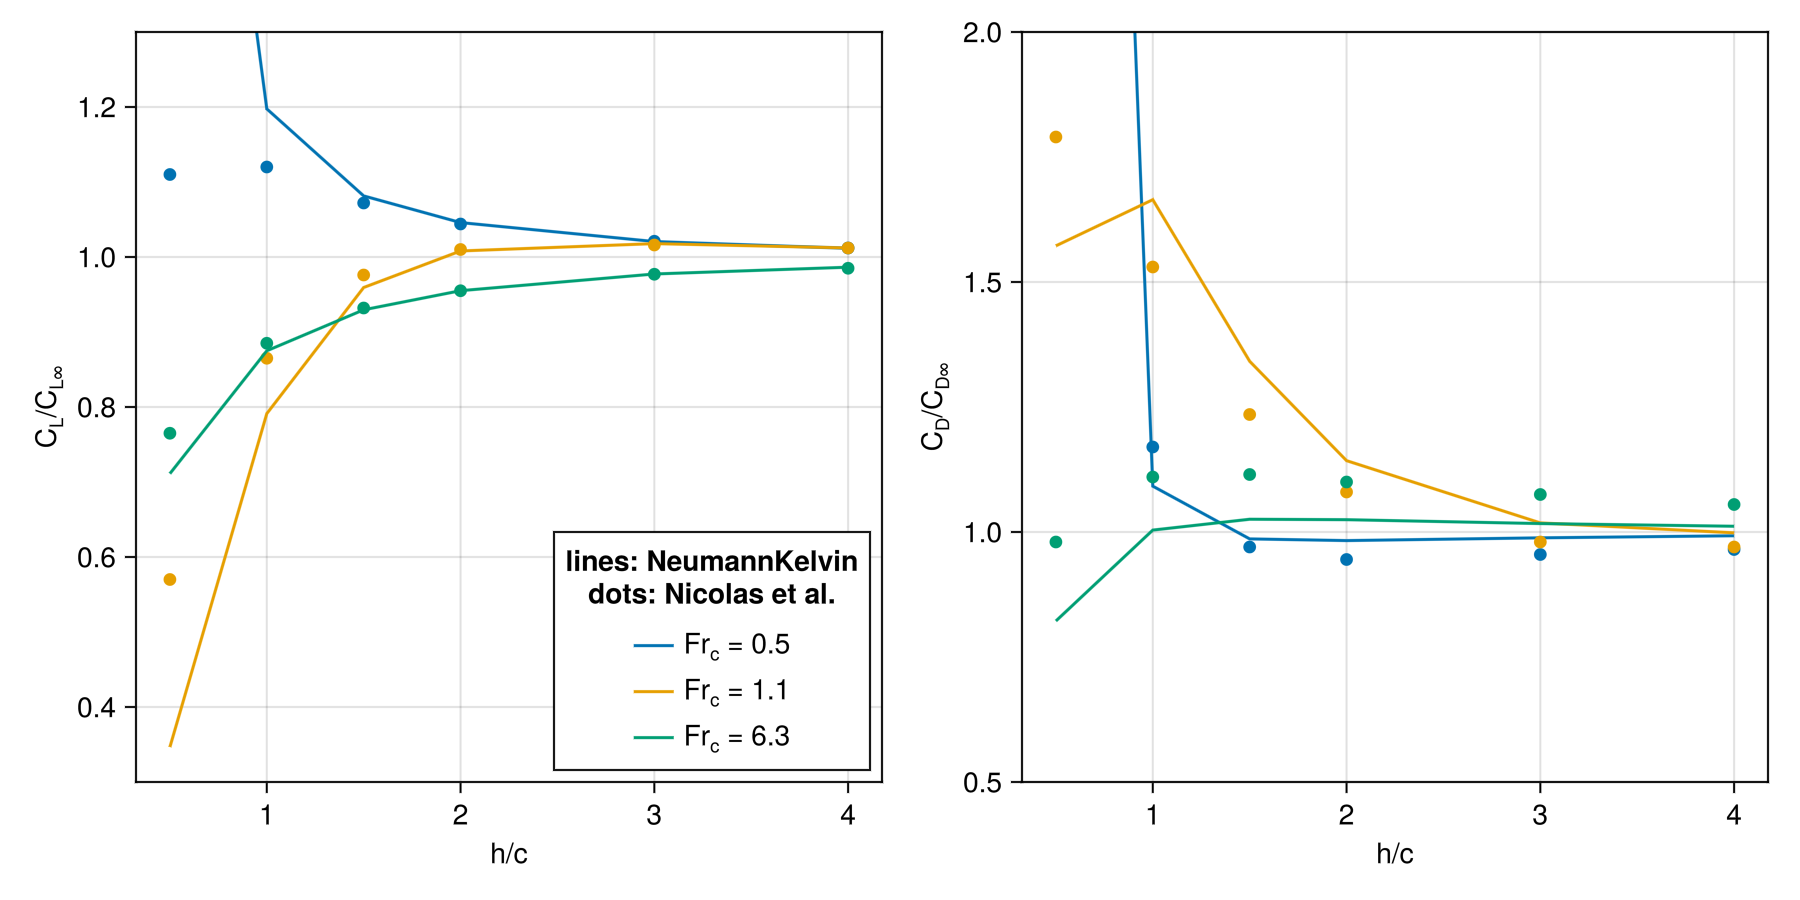 1.2
1.0
0.8
0.6
0.4
C_L/C_L∞
1
2
3
4
h/c
lines: NeumannKelvin
dots: Nicolas et al.
Fr_c = 0.5
Fr_c = 1.1
Fr_c = 6.3
2.0
1.5
1.0
0.5
C_D/C_D∞
1
2
3
4
h/c